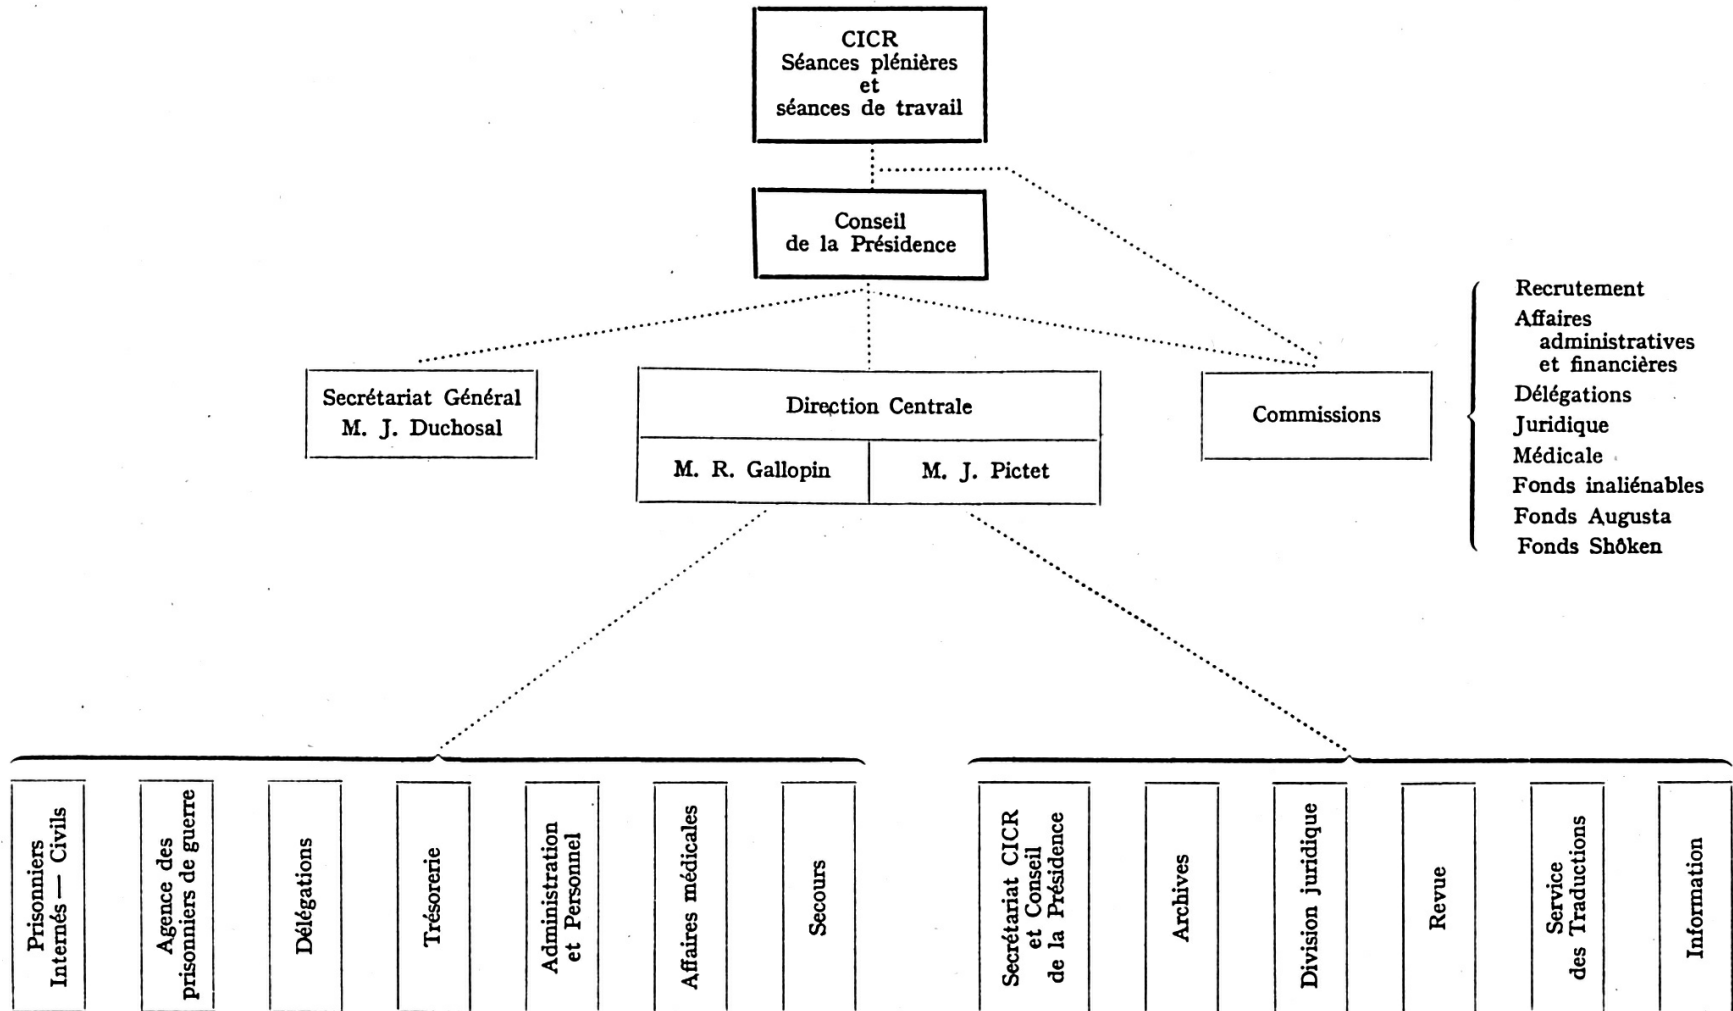 CICR
Séances plénières
et
séances de travail
Conseil
de la Présidence
Secrétariat Général
M. J. Duchosal
Direction Centrale
M. R. Gallopin
M. J. Pictet
Commissions
Recrutement
Affaires
administratives
et financières
Délégations
Juridique
Médicale
Fonds inaliénables
Fonds Augusta
Fonds Shôken
Prisonniers
Internés — Civils
Agence des
prisonniers de guerre
Délégations
Trésorerie
Administration
et Personnel
Affaires médicales
Secours
Secrétariat CICR
et Conseil
de la Présidence
Archives
Division juridique
Revue
Service
des Traductions
Information